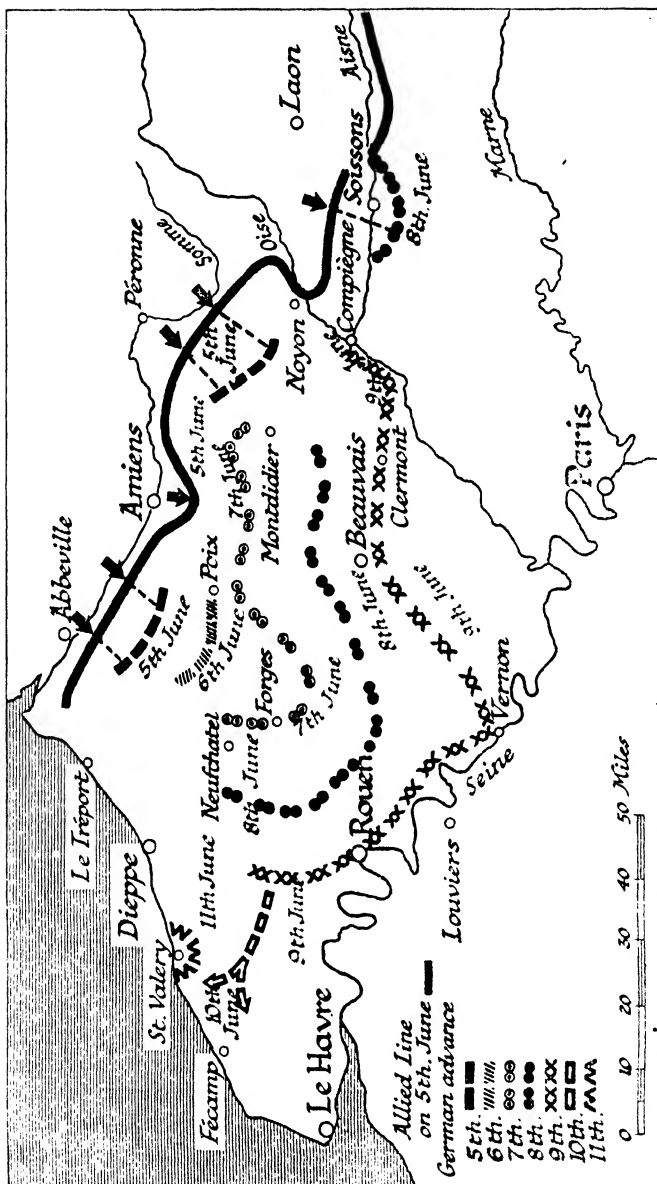 Abbeville
Amiens
Péronne
Somme
Oise
Laon
Aisne
Soissons
8th. June
Marne
Le Tréport
Dieppe
St. Valery
Fécamp
Le Havre
5th June
5th June
5th
June
Noyon
Compiègne
6th June
Poix
7th June
Montdidier
Neufchatel
Forges
7th June
8th June
8th June
Beauvais
Clermont
9th
June
9th June
11th June
10th
June
9th June
Rouen
Louviers
Seine
Vernon
Paris
Allied Line
on 5th. June
German advance
5th.
6th.
7th.
8th.
9th.
10th.
11th.
0 10 20 30 40 50 Miles